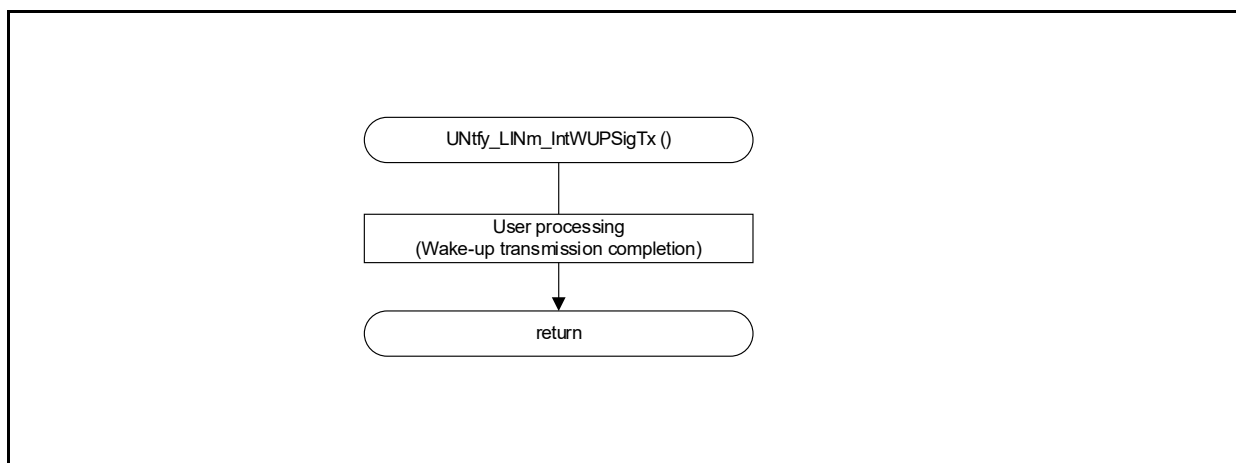 UNtfy_LINm_IntWUPSigTx ()
User processing
(Wake-up transmission completion)
return